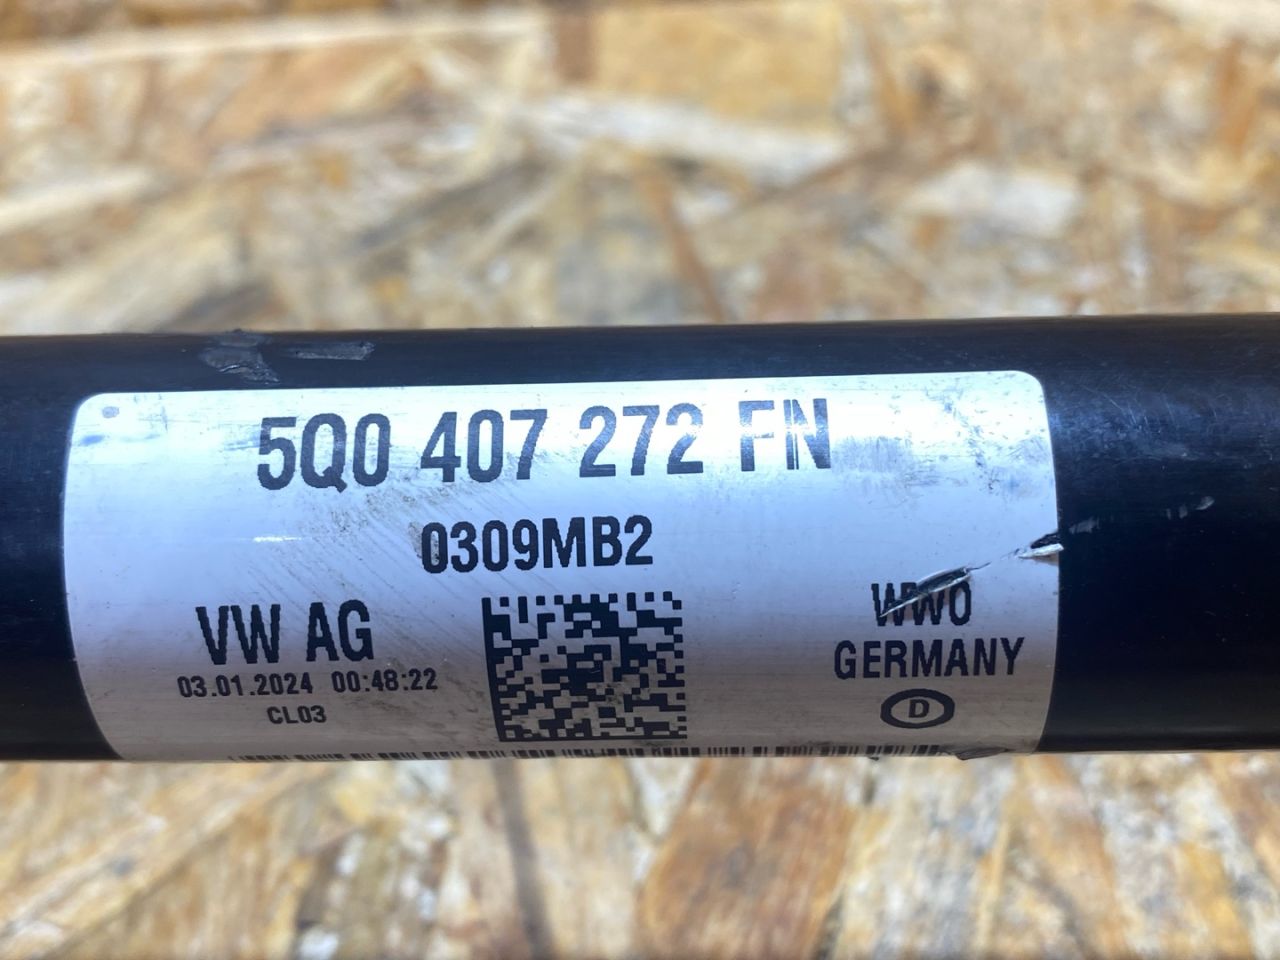 5Q0 407 272 FN
0309MB2
VW AG
03.01.2024 00:48:22
CL03
WWO
GERMANY
D